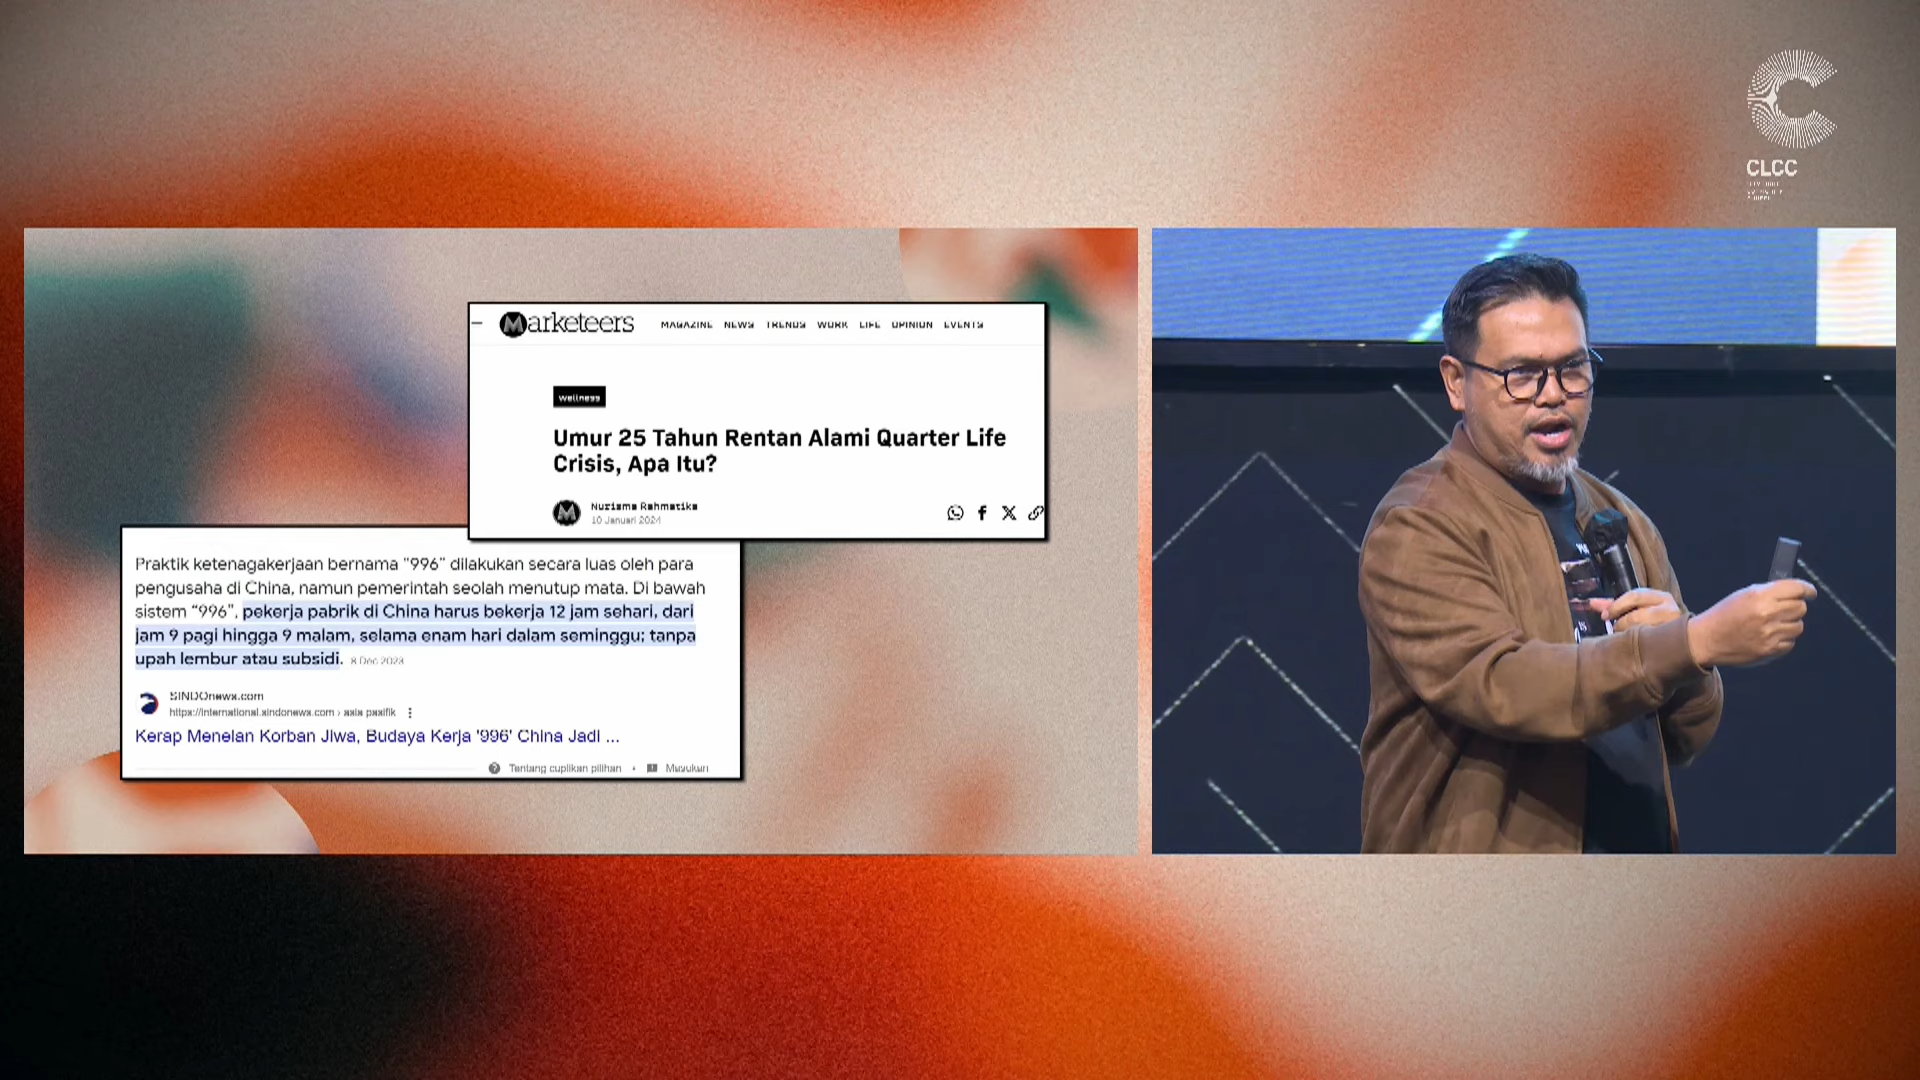 CLCC
Marketeers
MAGAZINE NEWS TRENDS WORK LIFE OPINION EVENTS
wellness
Umur 25 Tahun Rentan Alami Quarter Life
Crisis, Apa Itu?
Nurisma Rahmatika
10 Januari 2024
Praktik ketenagakerjaan bernama “996” dilakukan secara luas oleh para
pengusaha di China, namun pemerintah seolah menutup mata. Di bawah
sistem “996”, pekerja pabrik di China harus bekerja 12 jam sehari, dari
jam 9 pagi hingga 9 malam, selama enam hari dalam seminggu; tanpa
upah lembur atau subsidi. 8 Dec 2023
SINDOnews.com
https://international.sindonews.com › asia pasifik
Kerap Menelan Korban Jiwa, Budaya Kerja '996' China Jadi ...
Tentang cuplikan pilihan • Masukan